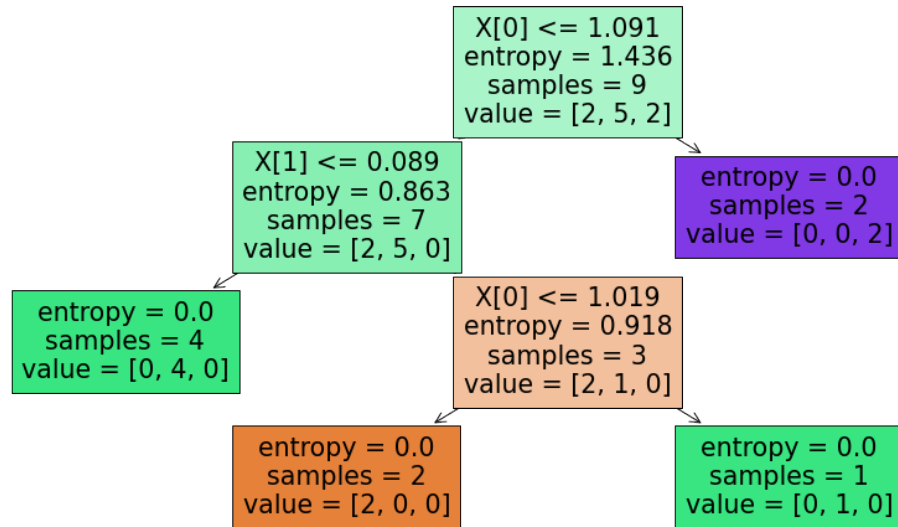 X[0] <= 1.091
entropy = 1.436
samples = 9
value = [2, 5, 2]
X[1] <= 0.089
entropy = 0.863
samples = 7
value = [2, 5, 0]
entropy = 0.0
samples = 2
value = [0, 0, 2]
entropy = 0.0
samples = 4
value = [0, 4, 0]
X[0] <= 1.019
entropy = 0.918
samples = 3
value = [2, 1, 0]
entropy = 0.0
samples = 2
value = [2, 0, 0]
entropy = 0.0
samples = 1
value = [0, 1, 0]